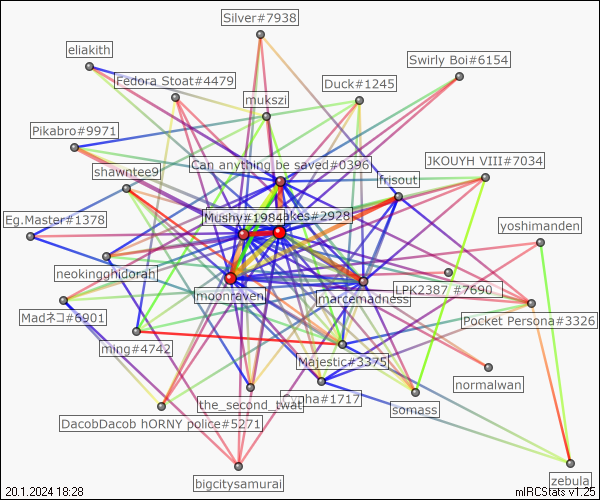 Silver#7938
eliakith
Swirly Boi#6154
Fedora Stoat#4479
Duck#1245
mukszi
Pikabro#9971
Can anything be saved#0396
JKOUYH VIII#7034
shawntee9
frisout
Eg.Master#1378
Mushy#1984
akes#2928
yoshimanden
neokingghidorah
moonraven
marcemadness
LPK2387 #7690
Madネコ#6901
Pocket Persona#3326
ming#4742
Majestic#3375
normalwan
the_second_twat
#1717
somass
DacobDacob hORNY police#5271
bigcitysamurai
zebula
20.1.2024 18:28
mIRCStats v1.25